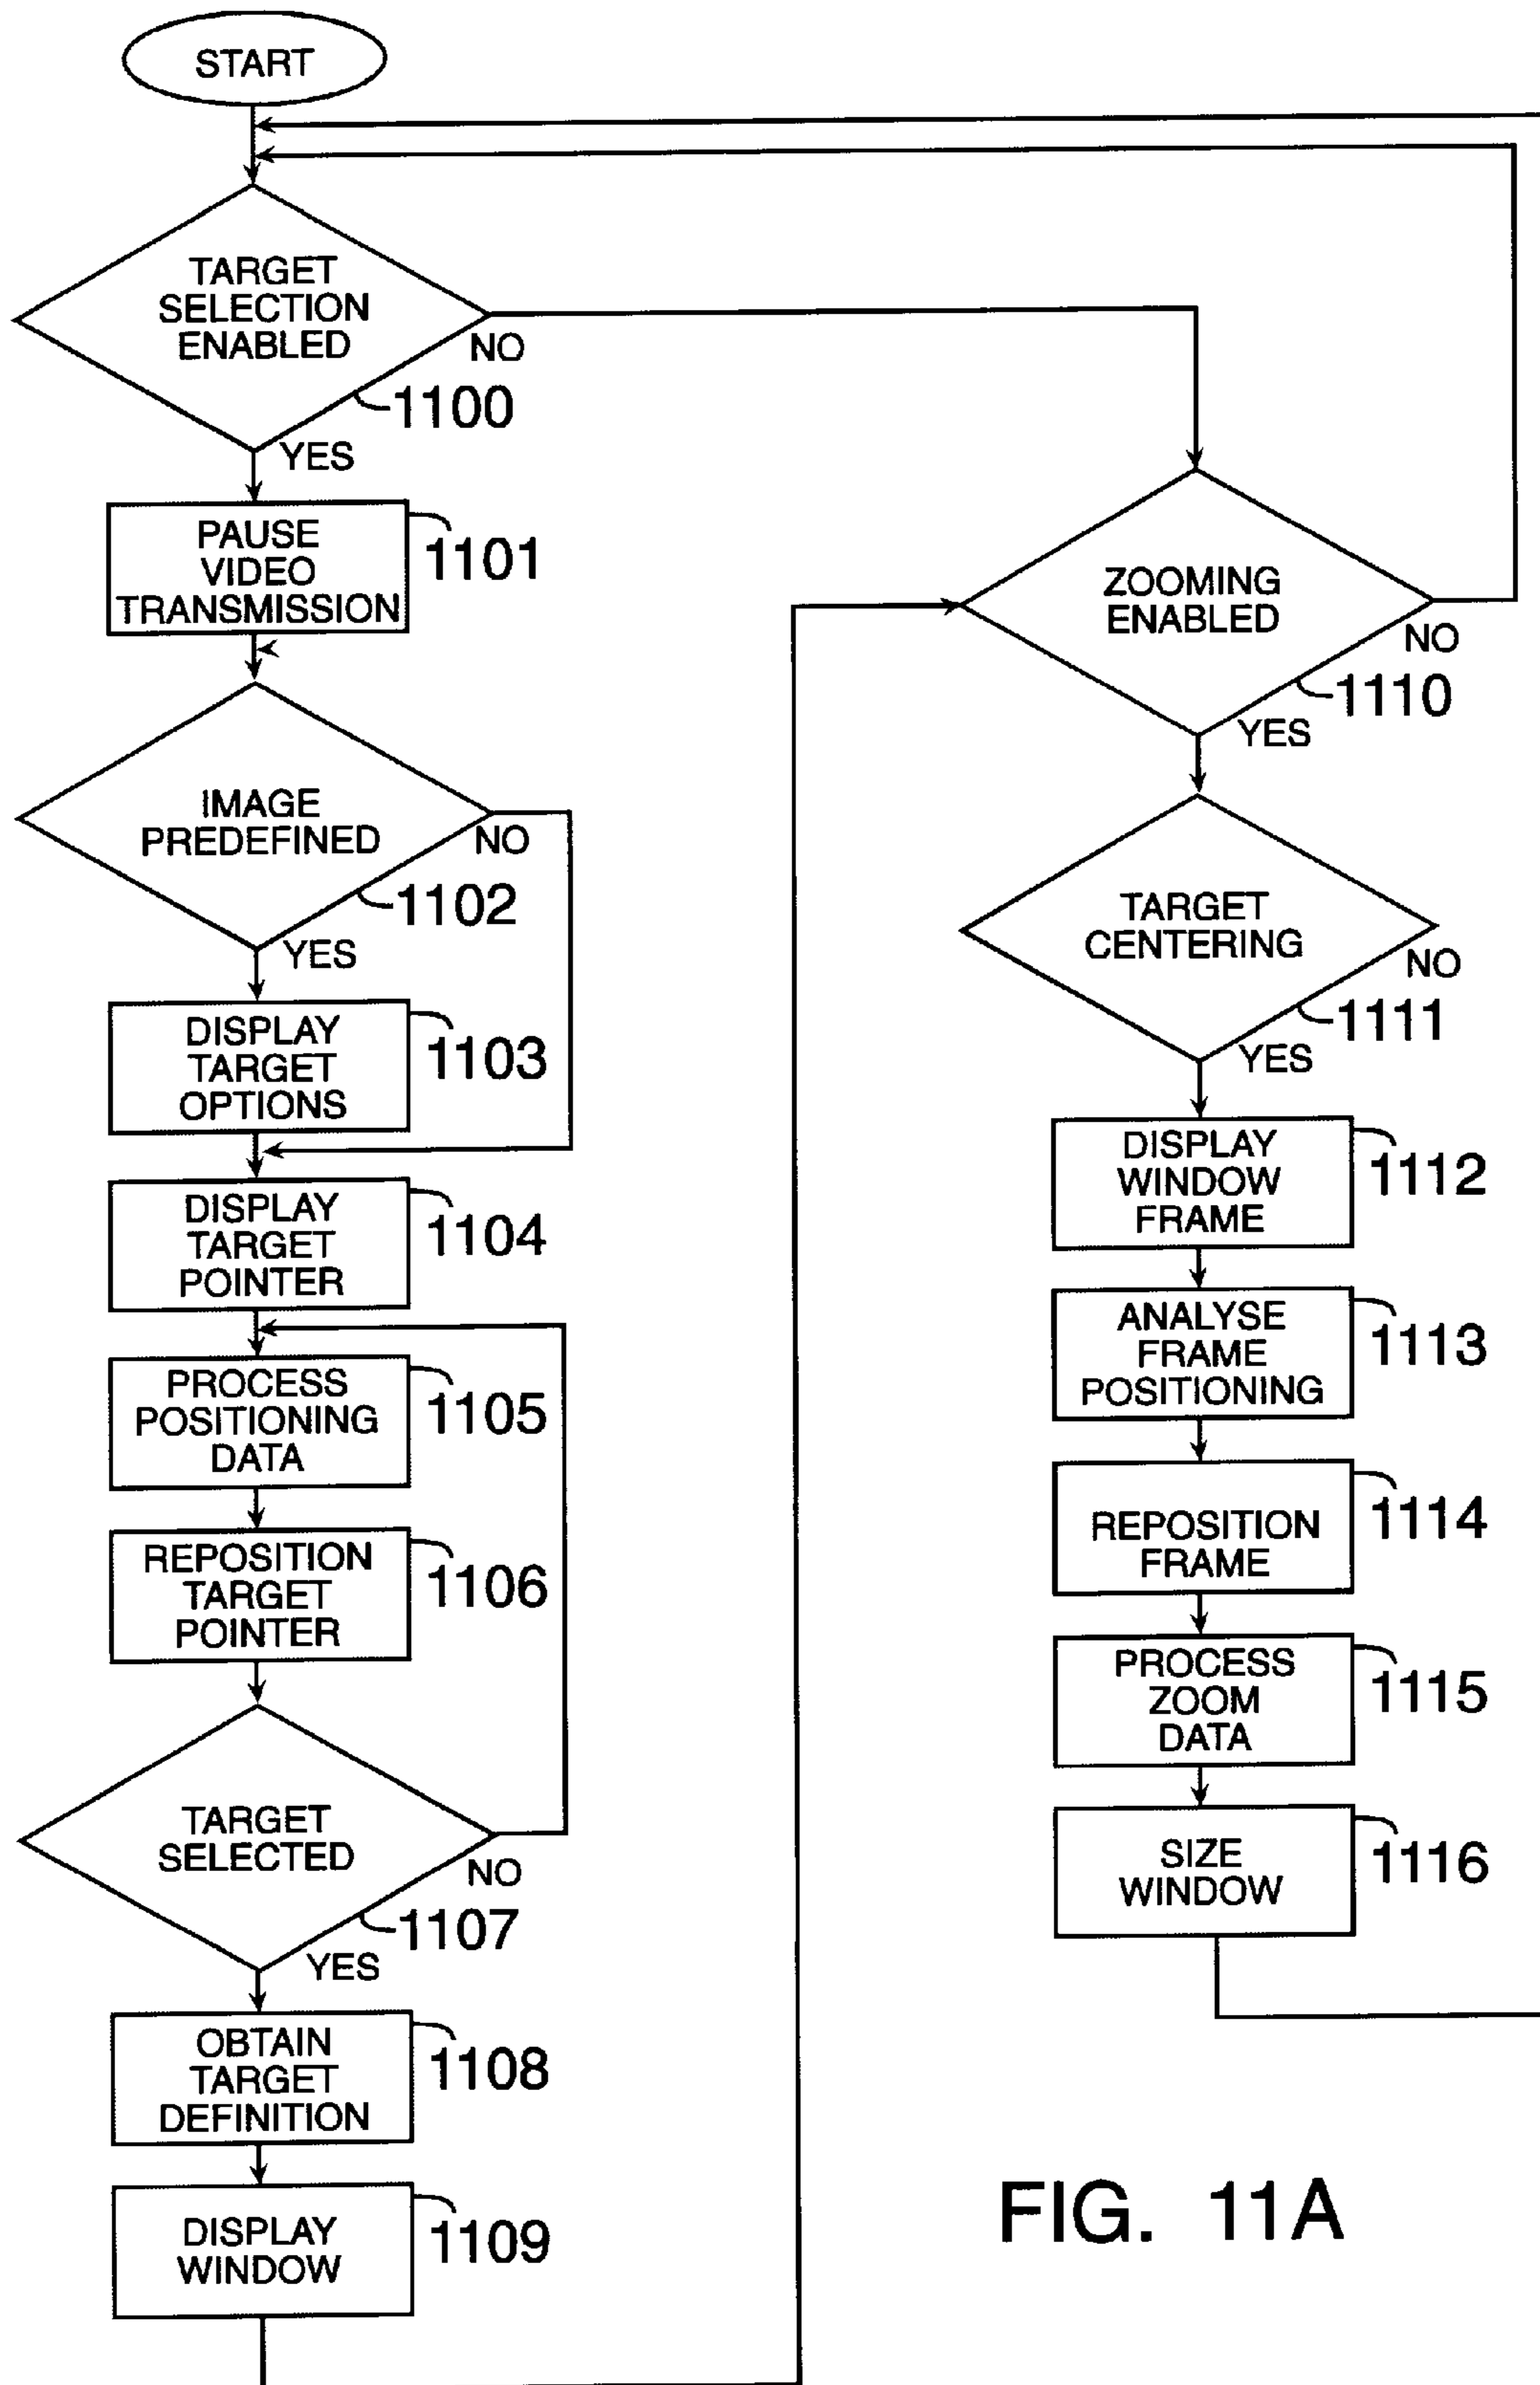 START
TARGET
SELECTION
ENABLED
NO
1100
YES
PAUSE
VIDEO
TRANSMISSION
1101
IMAGE
PREDEFINED
NO
1102
YES
DISPLAY
TARGET
OPTIONS
1103
DISPLAY
TARGET
POINTER
1104
PROCESS
POSITIONING
DATA
1105
REPOSITION
TARGET
POINTER
1106
TARGET
SELECTED
NO
1107
YES
OBTAIN
TARGET
DEFINITION
1108
DISPLAY
WINDOW
1109
ZOOMING
ENABLED
NO
1110
YES
TARGET
CENTERING
NO
1111
YES
DISPLAY
WINDOW
FRAME
1112
ANALYSE
FRAME
POSITIONING
1113
REPOSITION
FRAME
1114
PROCESS
ZOOM
DATA
1115
SIZE
WINDOW
1116
FIG. 11A